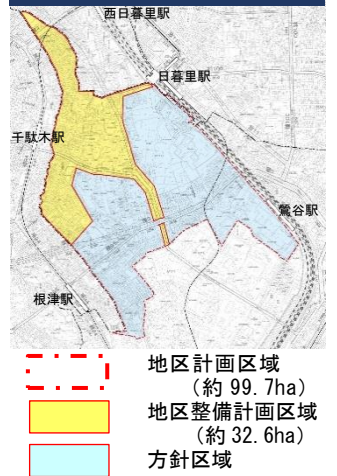 西日暮里駅
日暮里駅
千駄木駅
鶯谷駅
根津駅
地区計画区域
（約 99.7ha）
地区整備計画区域
（約 32.6ha）
方針区域